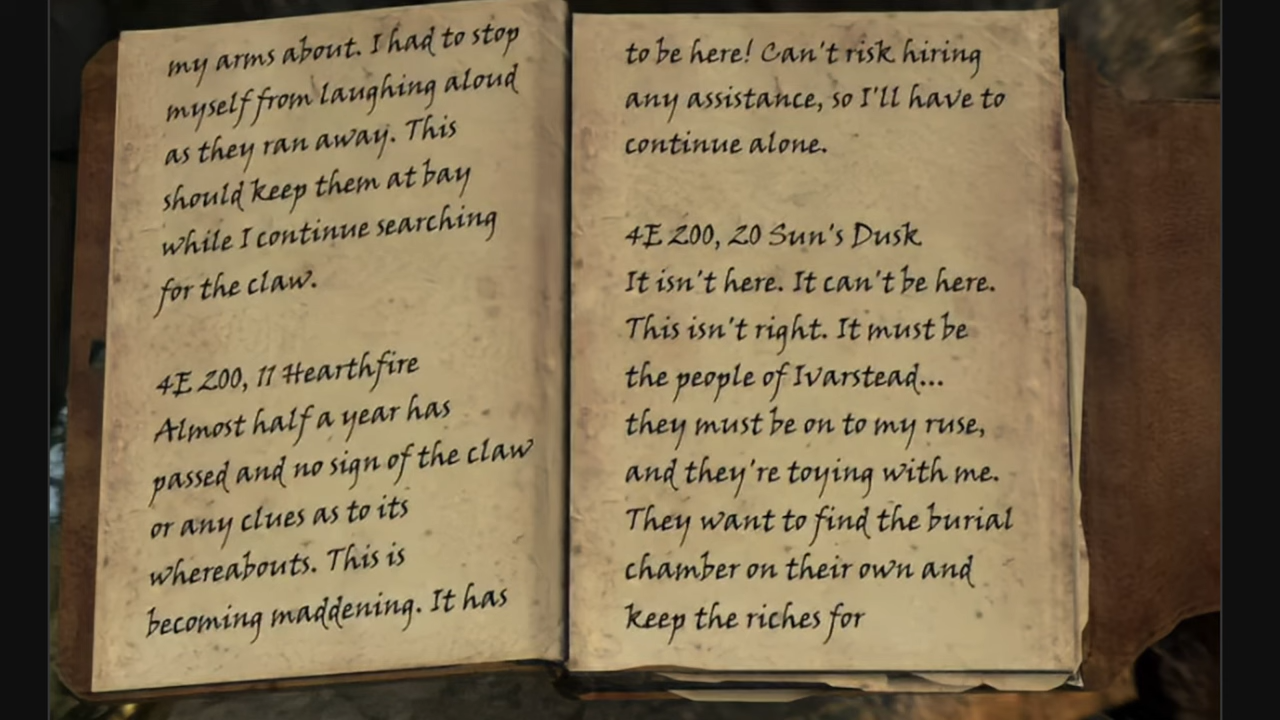 my arms about. I had to stop
myself from laughing aloud
as they ran away. This
should keep them at bay
while I continue searching
for the claw.
4E 200, 11 Hearthfire
Almost half a year has
passed and no sign of the claw
or any clues as to its
whereabouts. This is
becoming maddening. It has
to be here! Can't risk hiring
any assistance, so I'll have to
continue alone.
4E 200, 20 Sun's Dusk
It isn't here. It can't be here.
This isn't right. It must be
the people of Ivarstead...
they must be on to my ruse,
and they're toying with me.
They want to find the burial
chamber on their own and
keep the riches for